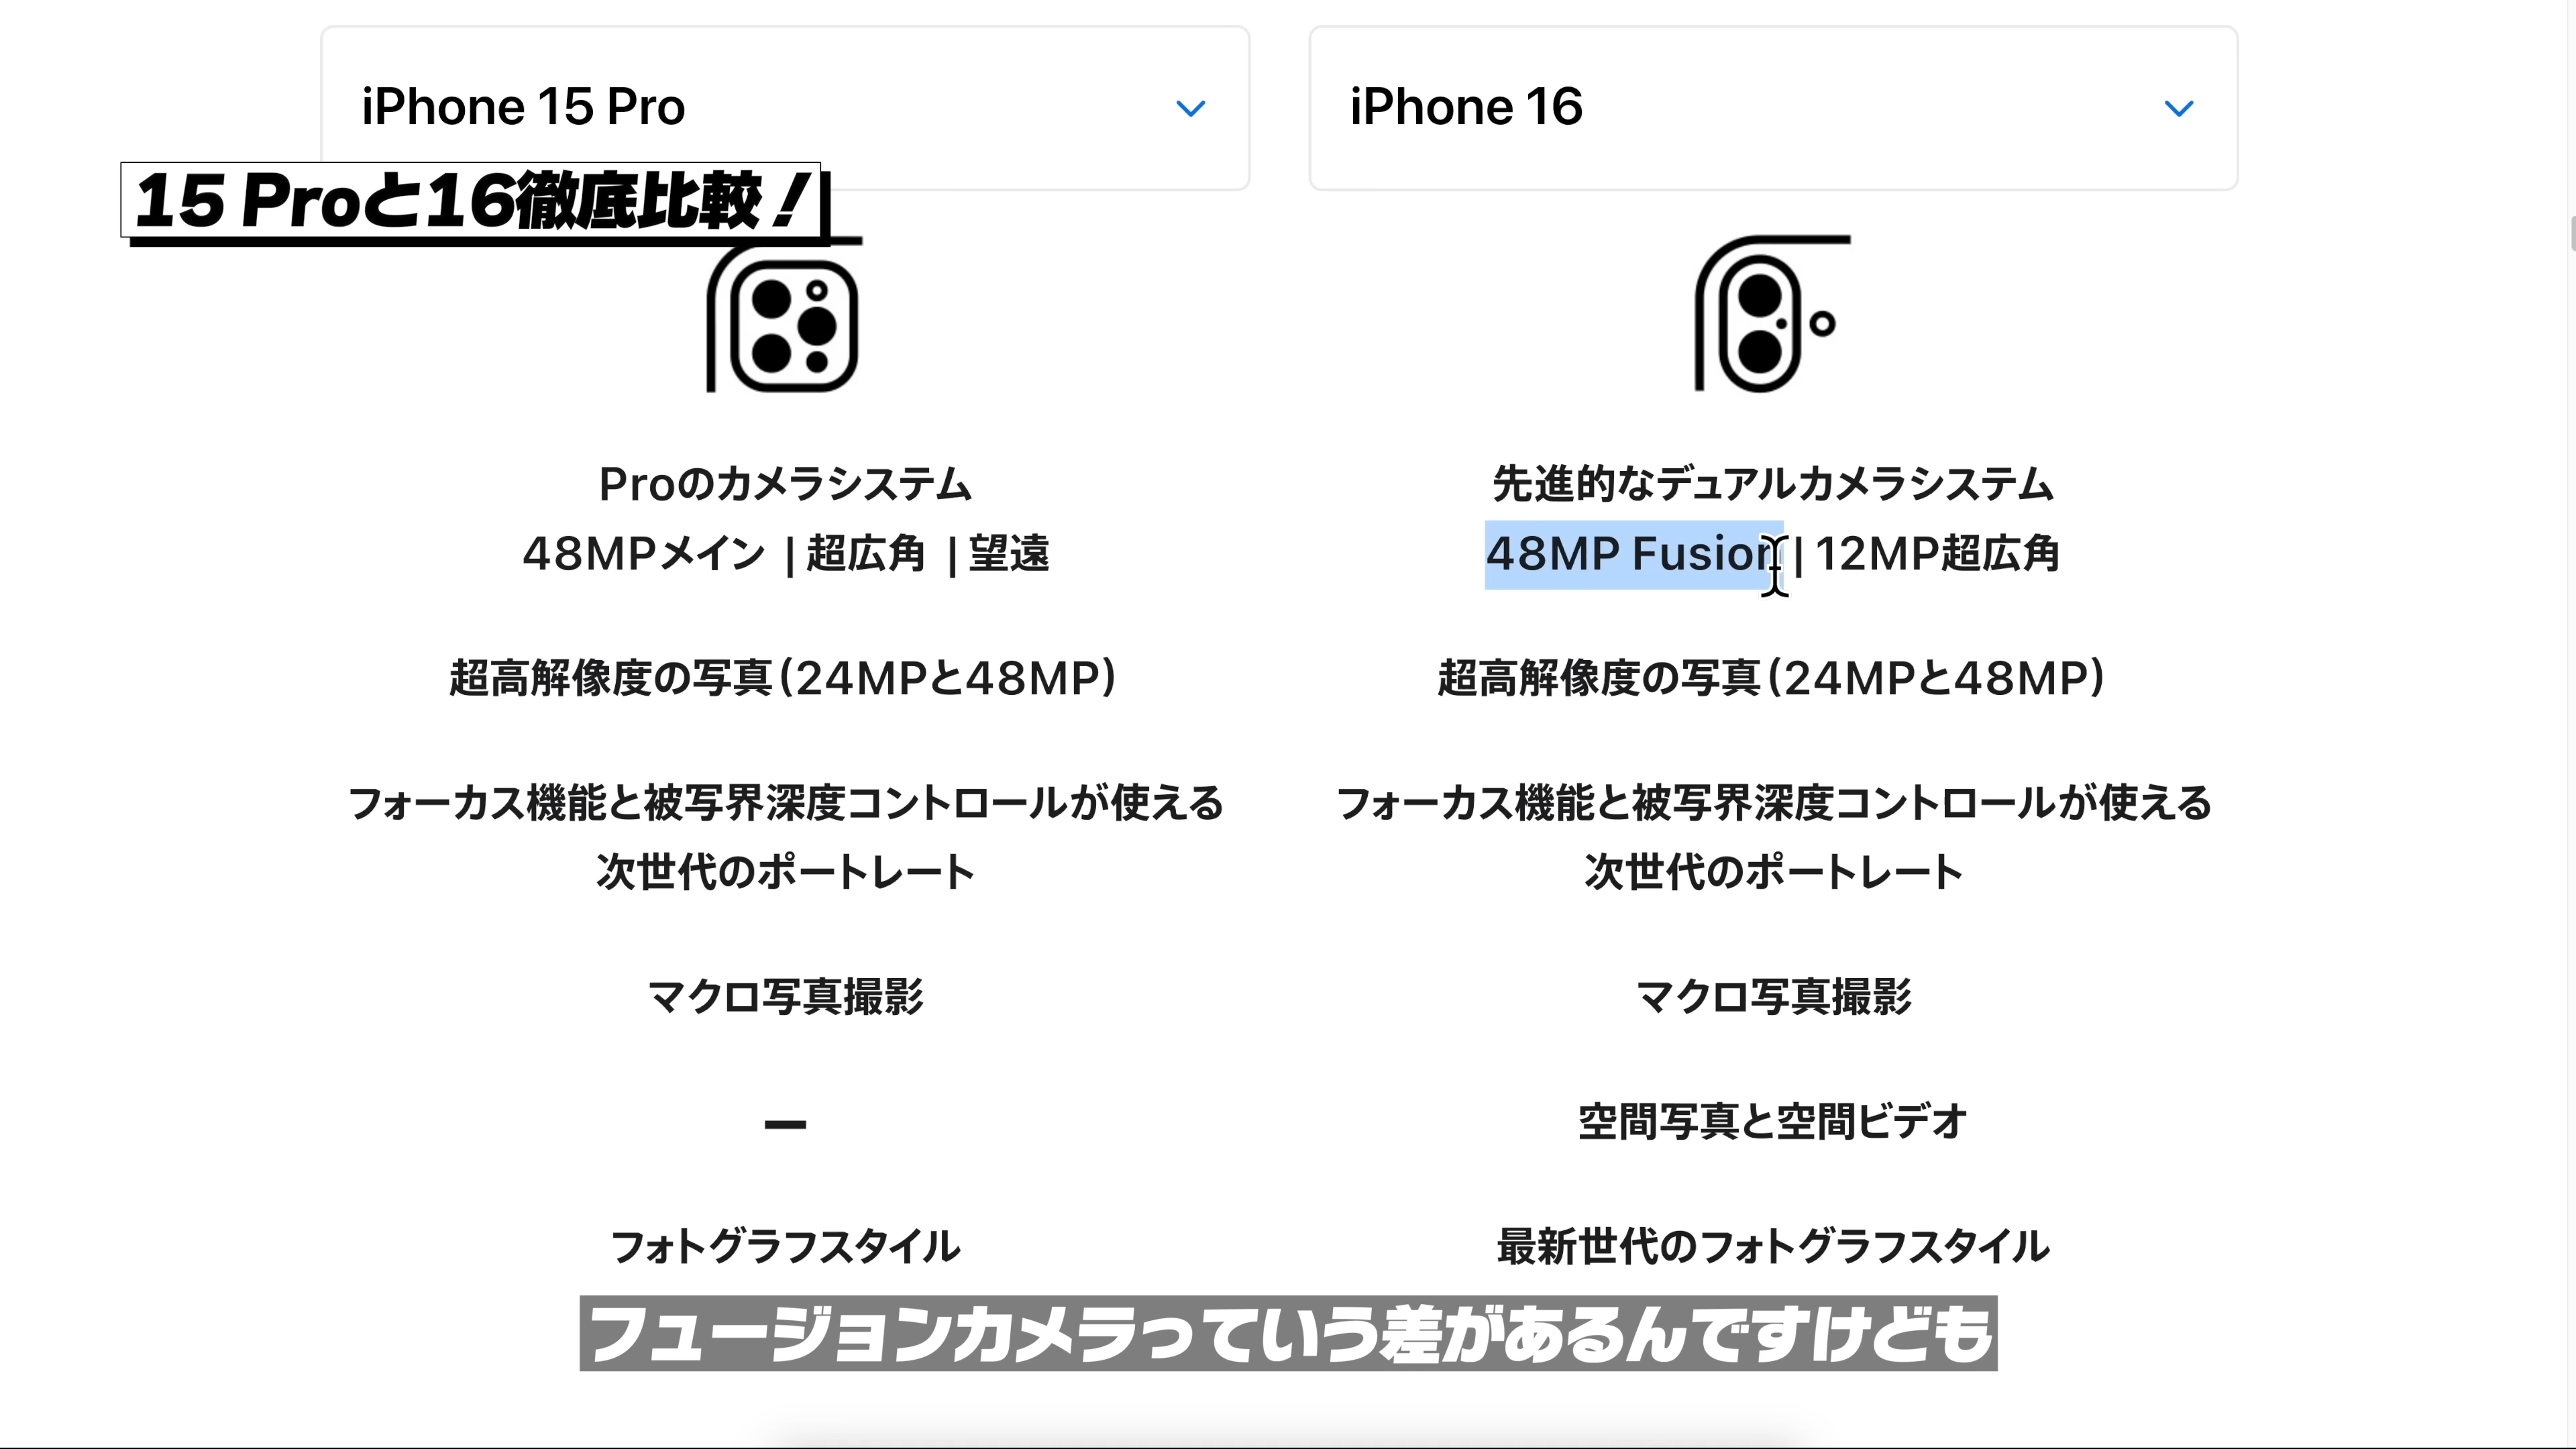 iPhone 15 Pro
iPhone 16
15 Proと16徹底比較！
Proのカメラシステム
48MPメイン | 超広角 | 望遠
先進的なデュアルカメラシステム
48MP Fusion | 12MP超広角
超高解像度の写真(24MPと48MP)
超高解像度の写真(24MPと48MP)
フォーカス機能と被写界深度コントロールが使える
次世代のポートレート
フォーカス機能と被写界深度コントロールが使える
次世代のポートレート
マクロ写真撮影
マクロ写真撮影
—
空間写真と空間ビデオ
フォトグラフスタイル
最新世代のフォトグラフスタイル
フュージョンカメラっていう差があるんですけども